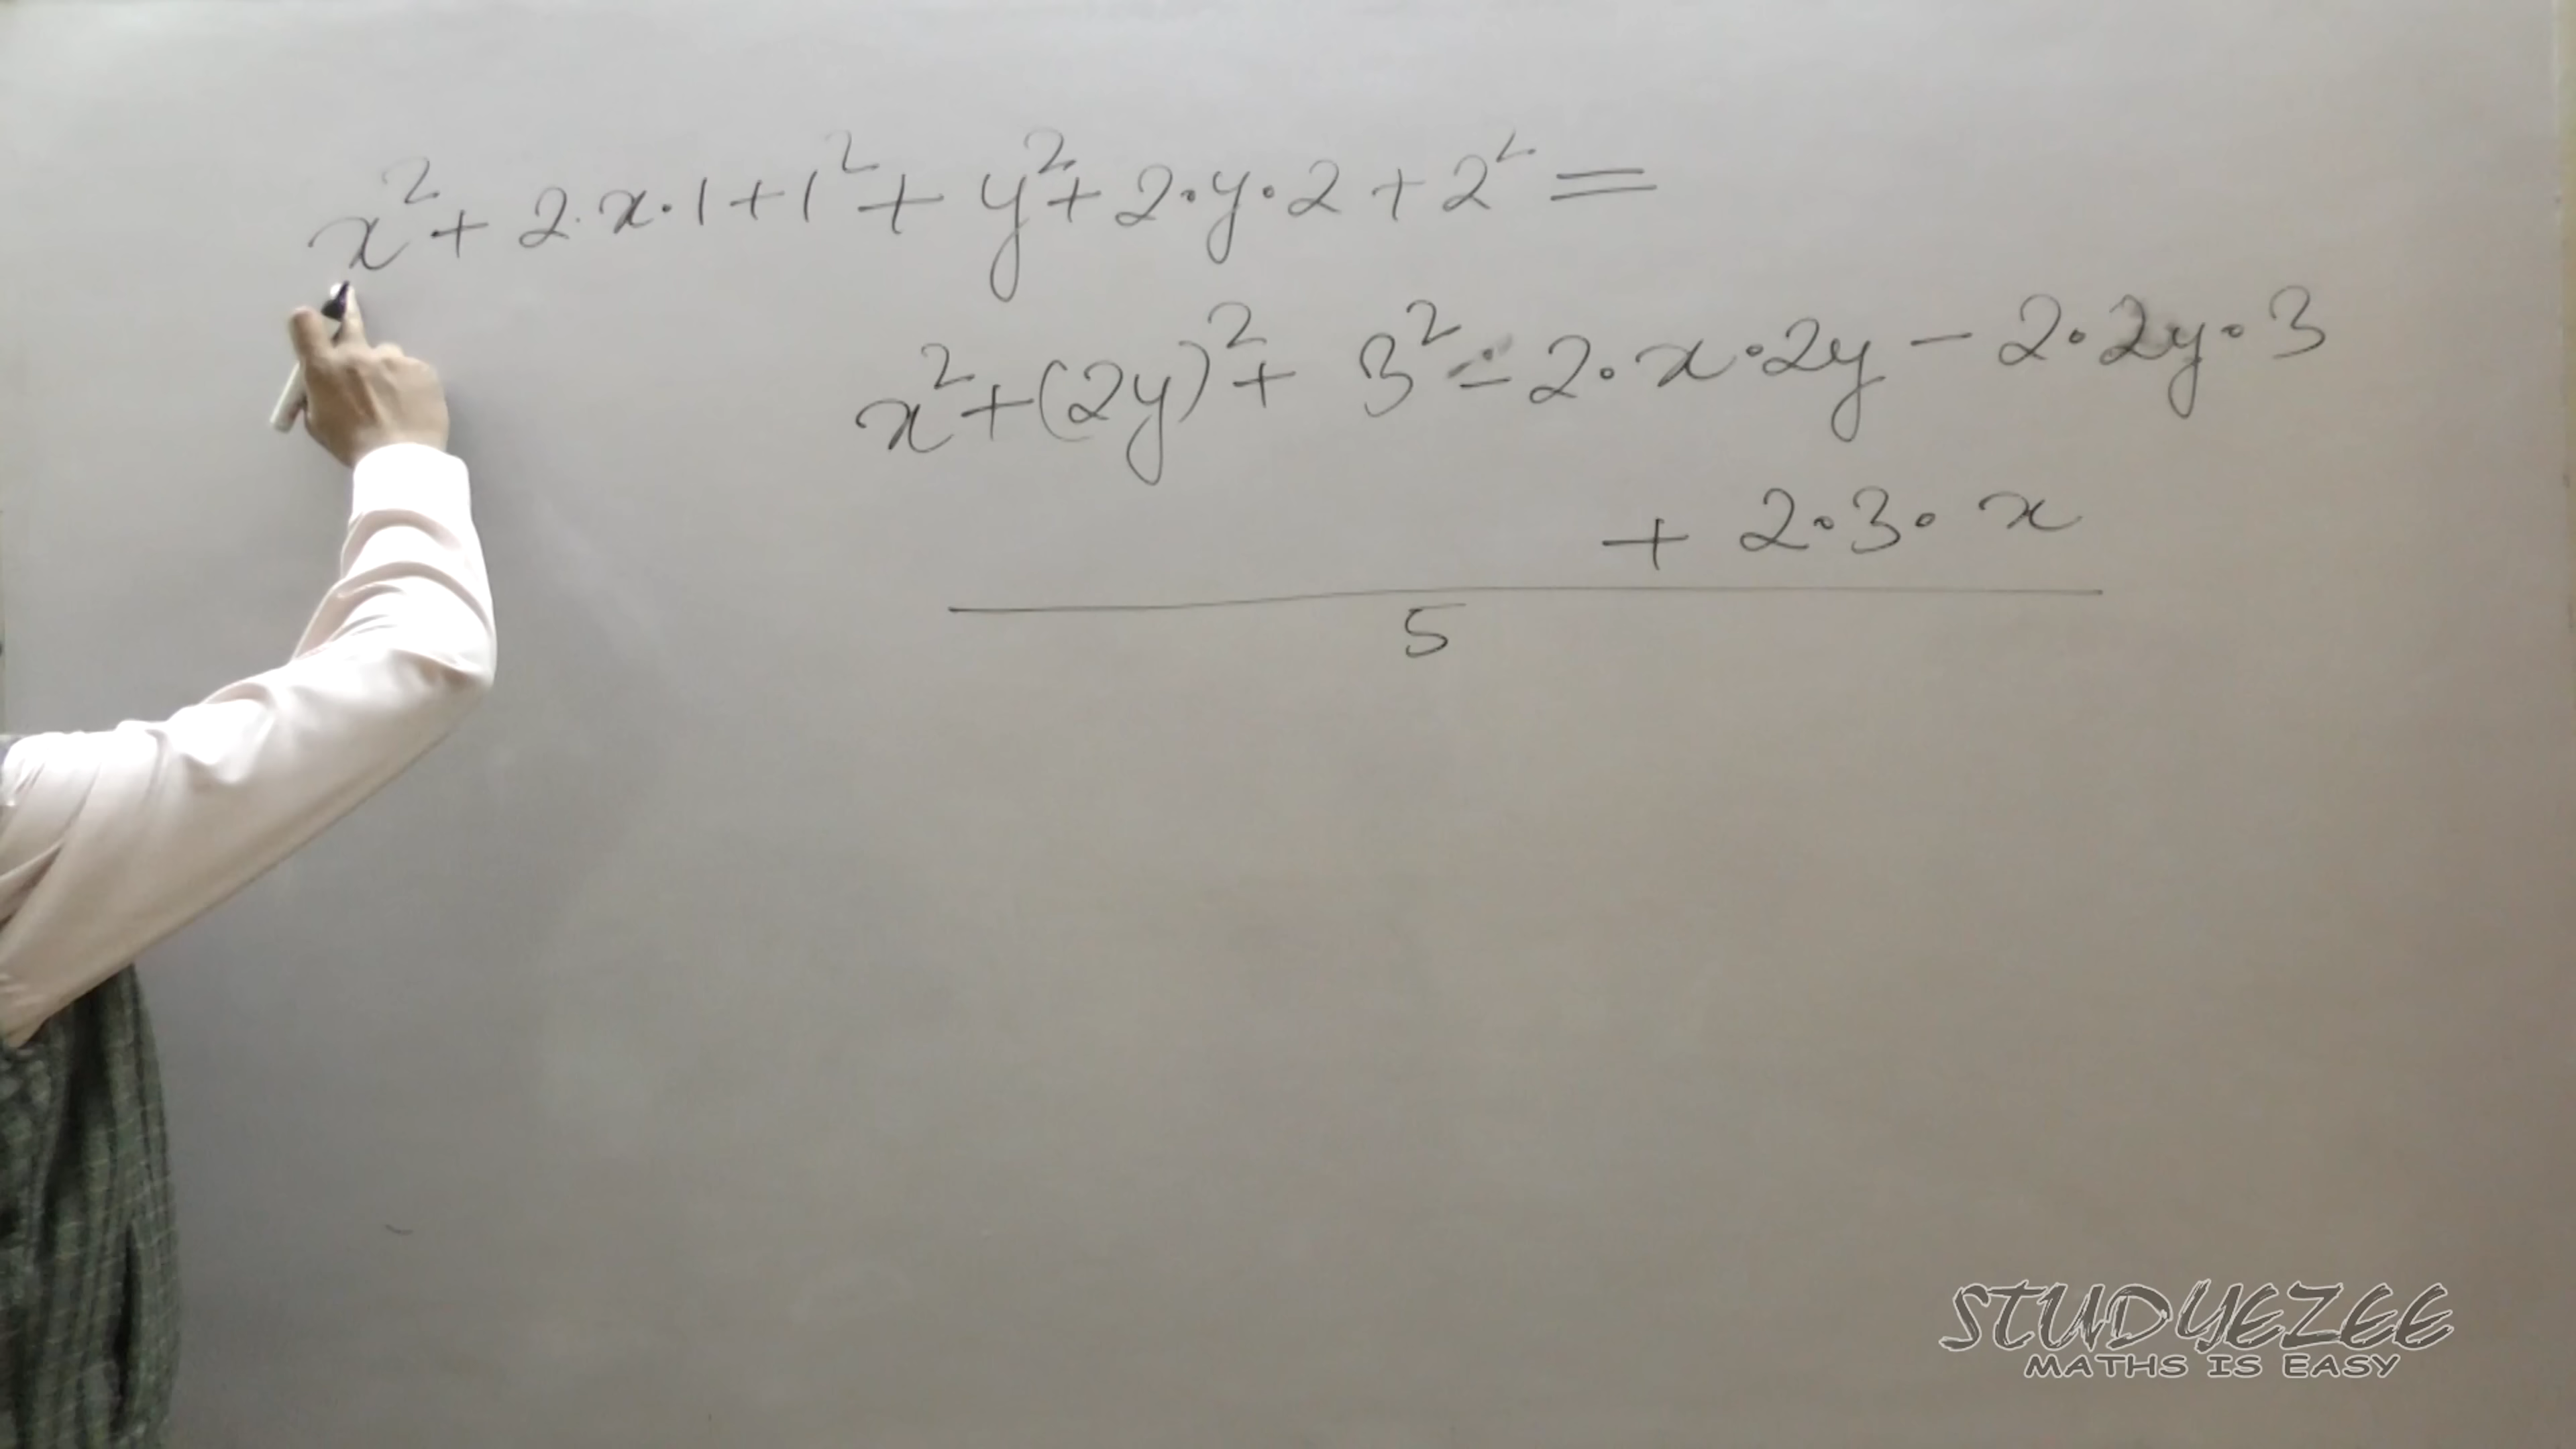 x² + 2·x·1 + 1² + y² + 2·y·2 + 2² =
x² + (2y)² + 3² - 2·x·2y - 2·2y·3
+ 2·3·x
5
STUDYEZEE
MATHS IS EASY